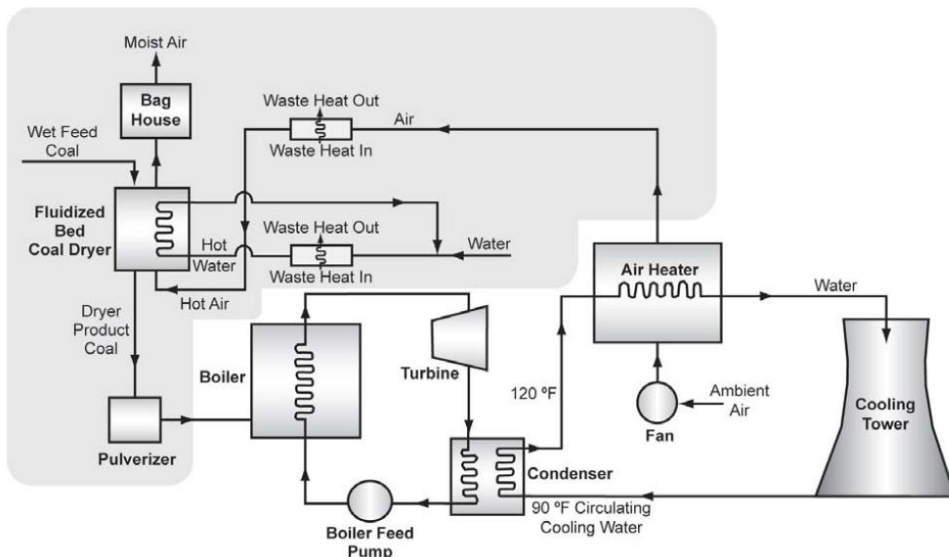 Moist Air
Bag
House
Waste Heat Out
Air
Waste Heat In
Wet Feed
Coal
Fluidized
Bed
Coal Dryer
Waste Heat Out
Hot
Water
Water
Waste Heat In
Hot Air
Air Heater
Water
Dryer
Product
Coal
Boiler
Turbine
120 ºF
Ambient
Air
Fan
Cooling
Tower
Pulverizer
Condenser
90 ºF Circulating
Cooling Water
Boiler Feed
Pump